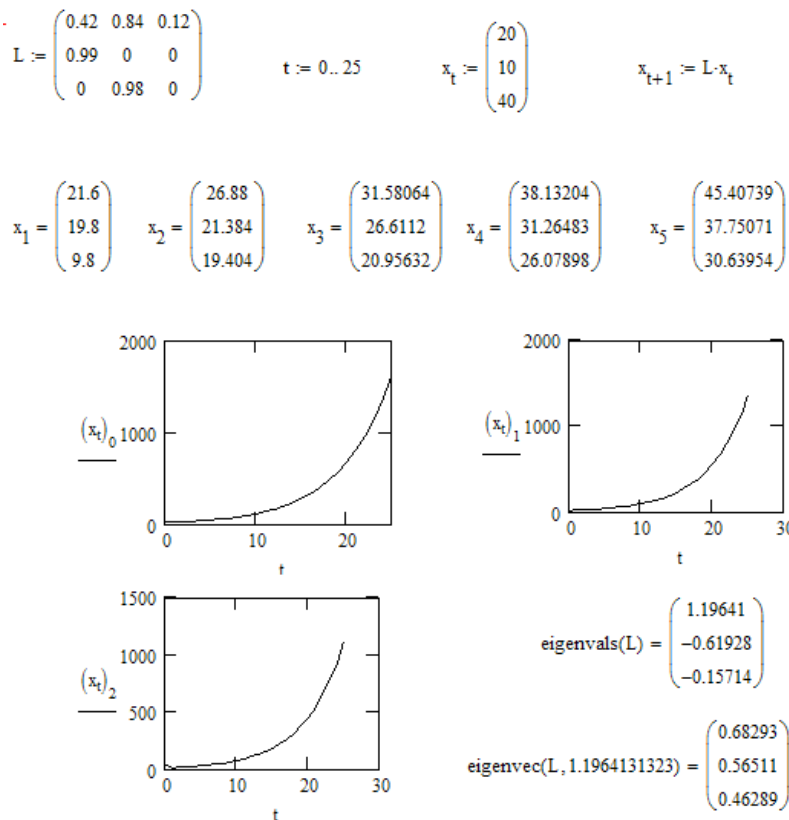 L := (0.42 0.84 0.12
0.99 0 0
0 0.98 0)
t := 0.. 25
x_t := (20
10
40)
x_{t+1} := L·x_t
x_1 = (21.6
19.8
9.8)
x_2 = (26.88
21.384
19.404)
x_3 = (31.58064
26.6112
20.95632)
x_4 = (38.13204
31.26483
26.07898)
x_5 = (45.40739
37.75071
30.63954)
2000
(x_t)_0 1000
0
0 10 20
t
2000
(x_t)_1 1000
0
0 10 20 30
t
1500
1000
(x_t)_2 500
0
0 10 20 30
t
eigenvals(L) = (1.19641
-0.61928
-0.15714)
eigenvec(L, 1.1964131323) = (0.68293
0.56511
0.46289)